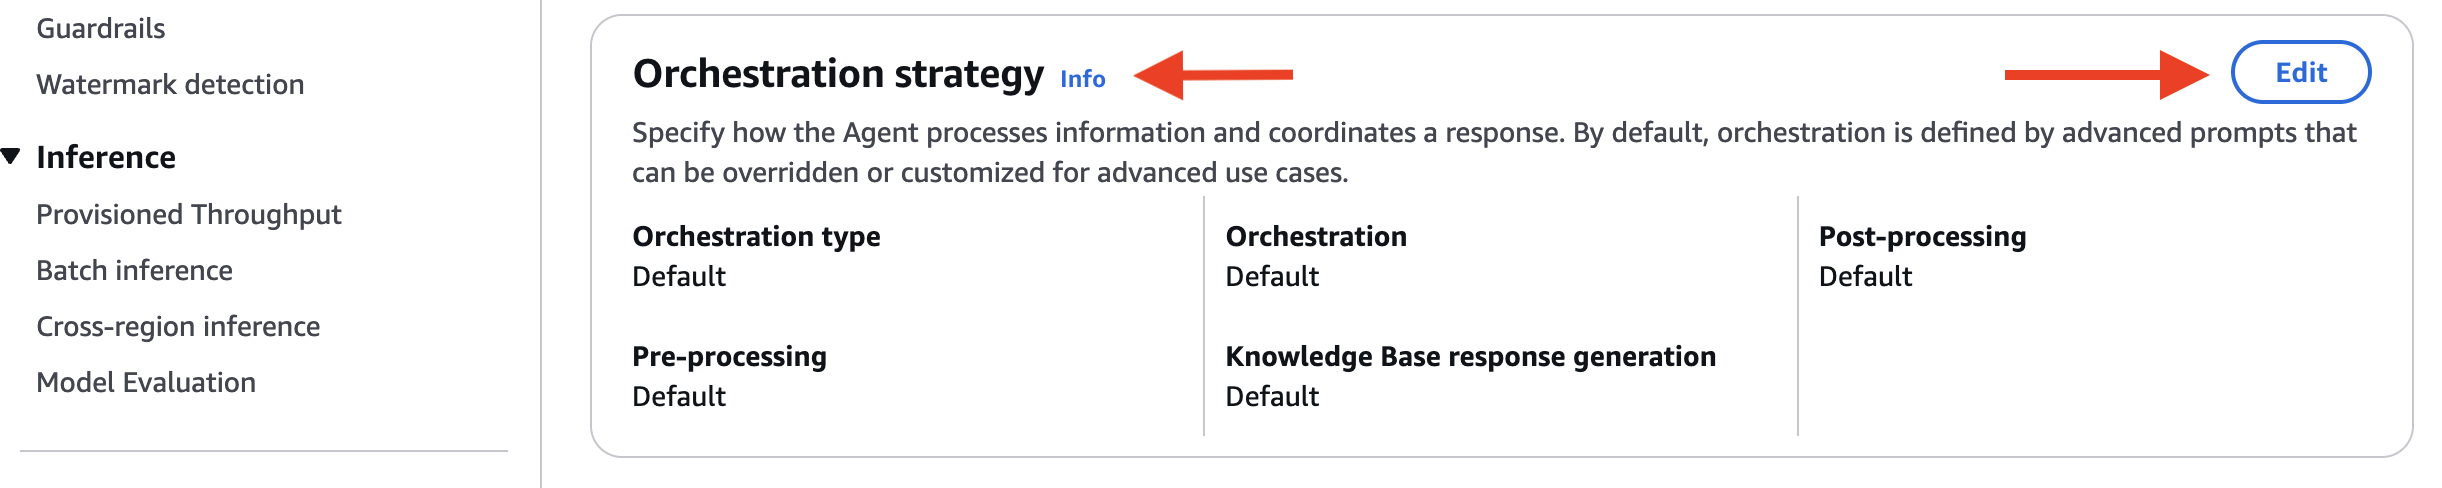 Guardrails
Watermark detection
Inference
Provisioned Throughput
Batch inference
Cross-region inference
Model Evaluation
Orchestration strategy Info
Edit
Specify how the Agent processes information and coordinates a response. By default, orchestration is defined by advanced prompts that
can be overridden or customized for advanced use cases.
Orchestration type
Default
Pre-processing
Default
Orchestration
Default
Knowledge Base response generation
Default
Post-processing
Default